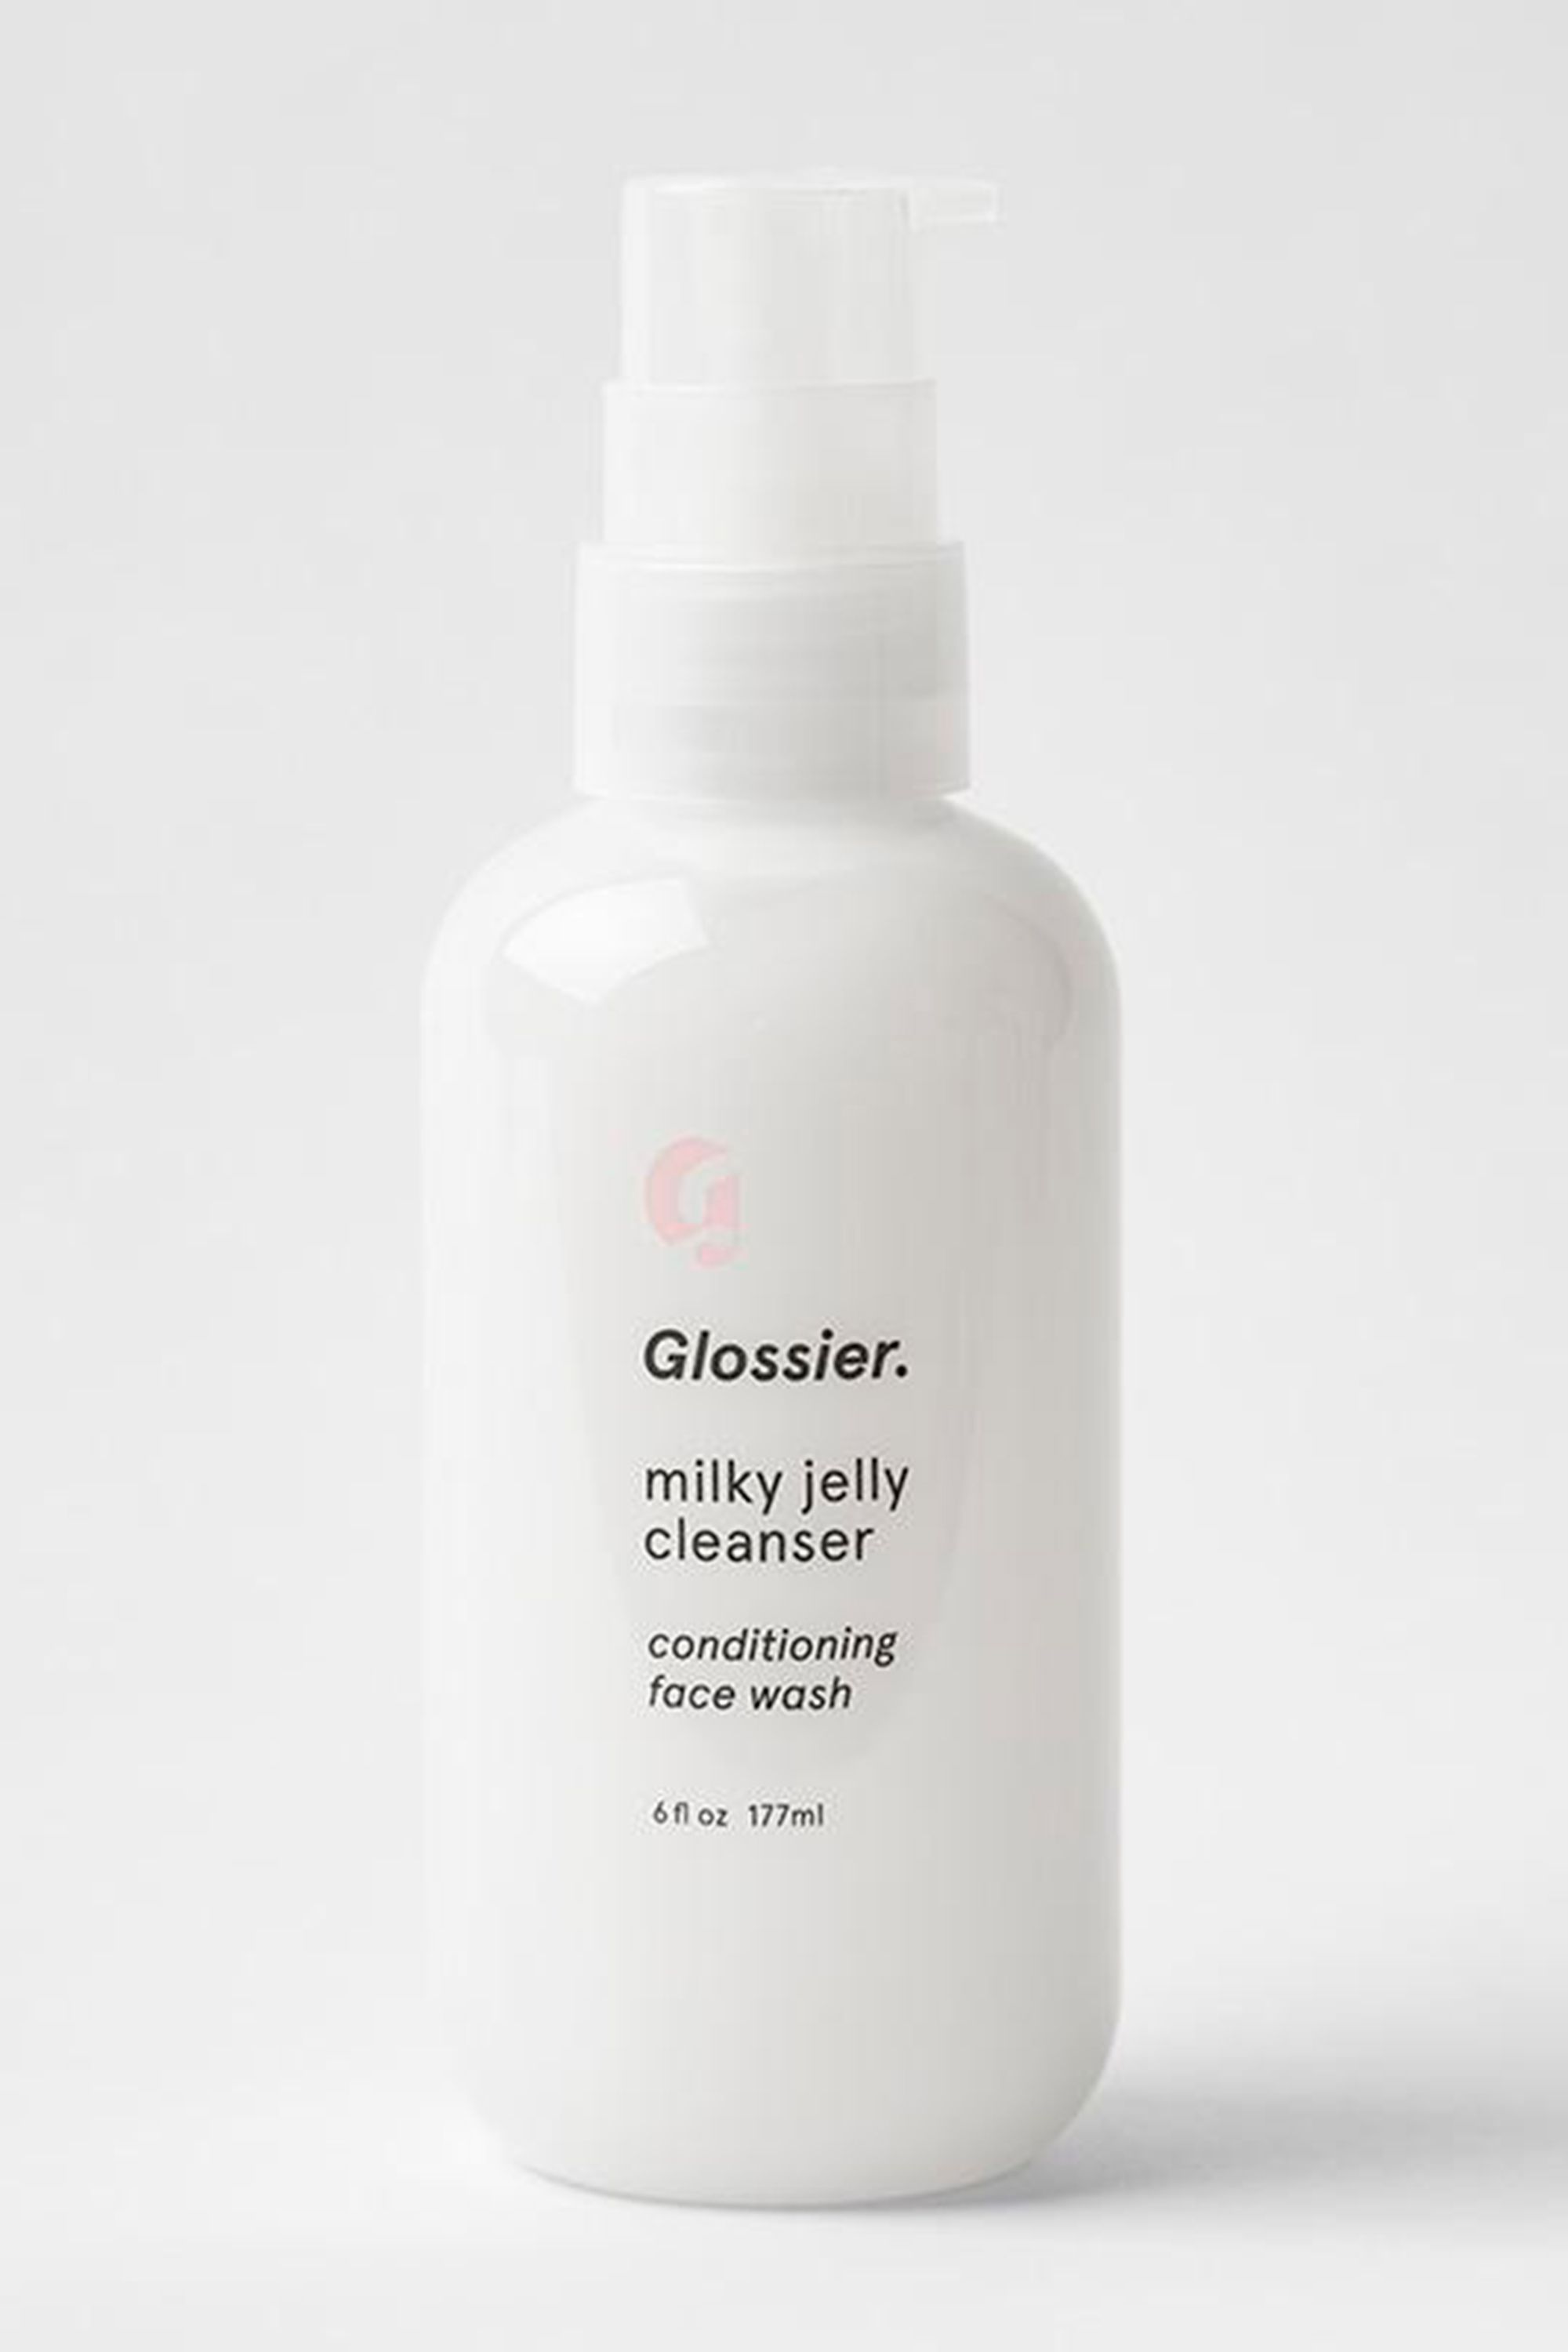 G
Glossier.
milky jelly
cleanser
conditioning
face wash
6 fl oz 177ml